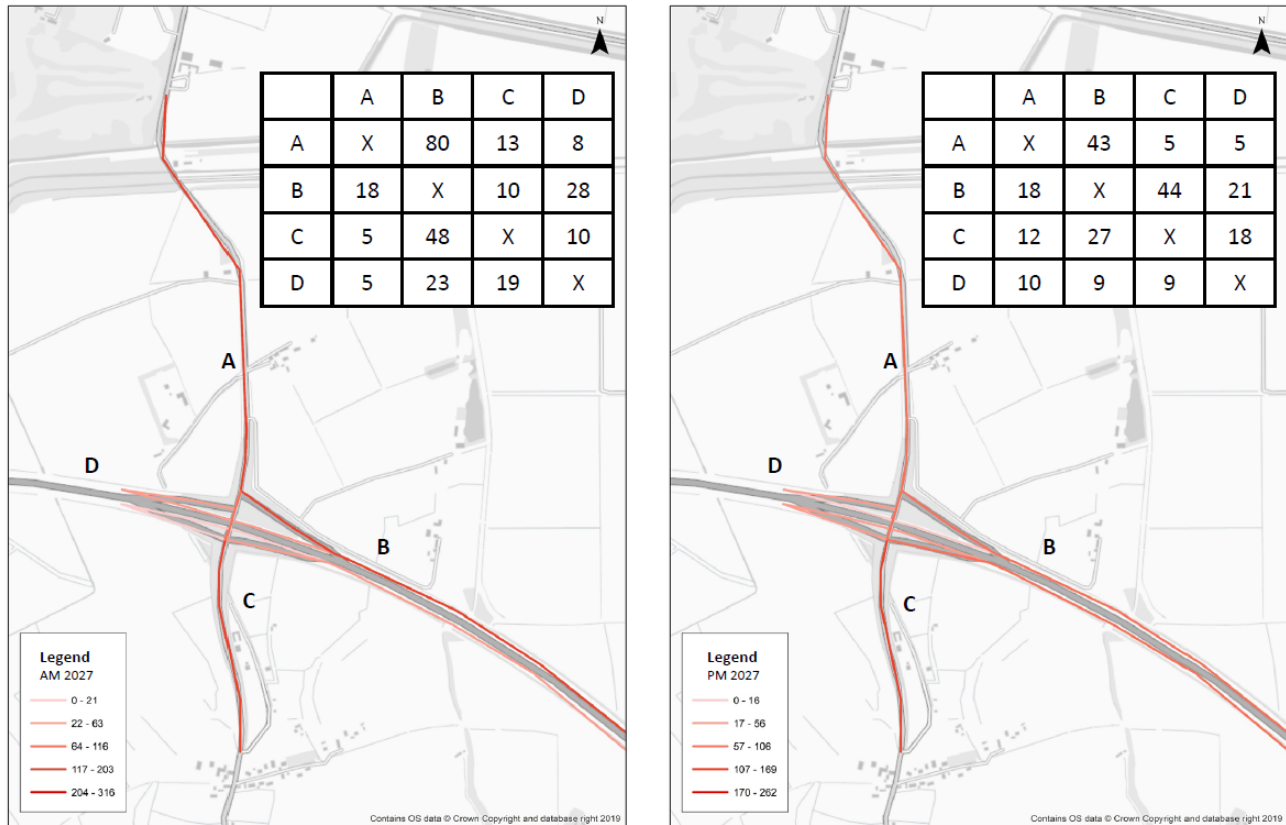 N
A B C D
A X 80 13 8
B 18 X 10 28
C 5 48 X 10
D 5 23 19 X
A
D
B
C
Legend
AM 2027
0 - 21
22 - 63
64 - 116
117 - 203
204 - 316
Contains OS data © Crown Copyright and database right 2019
N
A B C D
A X 43 5 5
B 18 X 44 21
C 12 27 X 18
D 10 9 9 X
A
D
B
C
Legend
PM 2027
0 - 16
17 - 56
57 - 106
107 - 169
170 - 262
Contains OS data © Crown Copyright and database right 2019